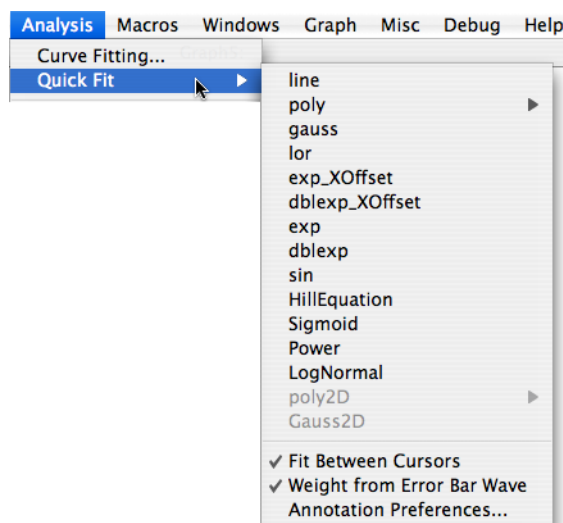 Analysis Macros Windows Graph Misc Debug Help
Curve Fitting...
Quick Fit
line
poly
gauss
lor
exp_XOffset
dblexp_XOffset
exp
dblexp
sin
HillEquation
Sigmoid
Power
LogNormal
poly2D
Gauss2D
✓ Fit Between Cursors
✓ Weight from Error Bar Wave
Annotation Preferences...